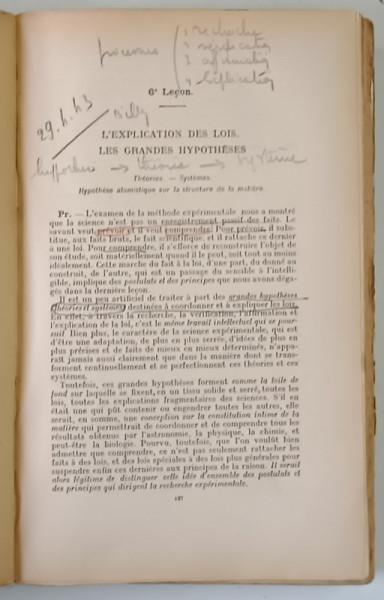 processus
1 recherche
2 vérification
3 affirmation
4 explication
6e Leçon.
29.4.43
L'EXPLICATION DES LOIS.
LES GRANDES HYPOTHÈSES
hypothèse → théorie → système
Théories. — Systèmes.
Hypothèse atomistique sur la structure de la matière.
Pr. — L'examen de la méthode expérimentale nous a montré
que la science n'est pas un enregistrement passif des faits. Le
savant veut prévoir et il veut comprendre. Pour prévoir, il subs-
titue, aux faits bruts, le fait scientifique, et il rattache ce dernier
à une loi. Pour comprendre, il s'efforce de reconstruire l'objet de
son étude, soit matériellement quand il le peut, soit tout au moins
idéalement. Cette marche du fait à la loi, d'une part, du donné au
construit, de l'autre, qui est un passage du sensible à l'intelli-
gible, implique des postulats et des principes que nous avons déga-
gés dans la dernière leçon.
Il est un peu artificiel de traiter à part des grandes hypothèses
(théories et systèmes) destinées à coordonner et à expliquer les lois.
En effet, à travers la recherche, la vérification, l'affirmation et
l'explication de la loi, c'est le même travail intellectuel qui se pour-
suit. Bien plus, le caractère de la science expérimentale, qui est
d'être une adaptation, de plus en plus serrée, d'idées de plus en
plus précises et de faits de mieux en mieux déterminés, n'appa-
raît jamais aussi clairement que dans la manière dont se trans-
forment continuellement et se perfectionnent ces théories et ces
systèmes.
Toutefois, ces grandes hypothèses forment comme la toile de
fond sur laquelle se fixent, en un tissu solide et serré, toutes les
lois, toutes les explications fragmentaires des sciences. S'il en
était une qui pût contenir ou engendrer toutes les autres, elle
serait, en somme, une conception sur la constitution intime de la
matière qui permettrait de coordonner et de comprendre tous les
résultats obtenus par l'astronomie, la physique, la chimie, et
peut-être la biologie. Pourvu, toutefois, que l'on voulût bien
admettre que comprendre, ce n'est pas seulement rattacher les
faits à des lois, et des lois spéciales à des lois plus générales pour
suspendre enfin ces dernières aux principes de la raison. Il serait
alors légitime de distinguer cette idée d'ensemble des postulats et
des principes qui dirigent la recherche expérimentale.
127